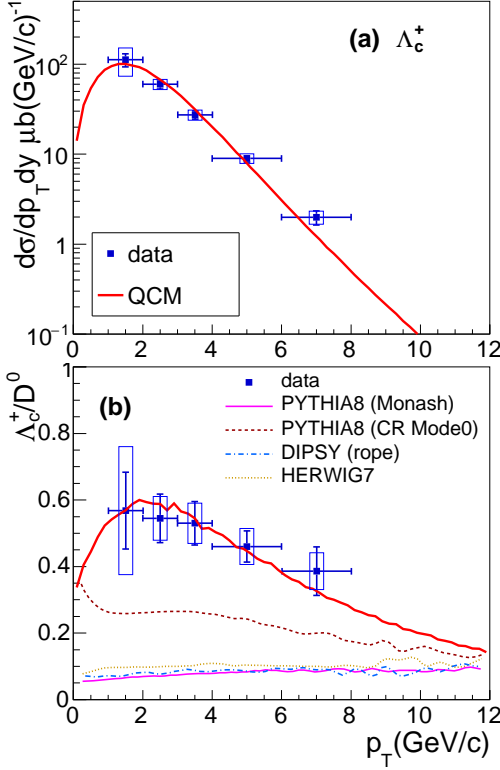 (a) Λc+
dσ/dpT dy μb(GeV/c)-1
10²
10
1
10−1
data
QCM
0 2 4 6 8 10 12
(b)
Λc+/D0
1
0.8
0.6
0.4
0.2
0
data
PYTHIA8 (Monash)
PYTHIA8 (CR Mode0)
DIPSY (rope)
HERWIG7
0 2 4 6 8 10 12
pT(GeV/c)